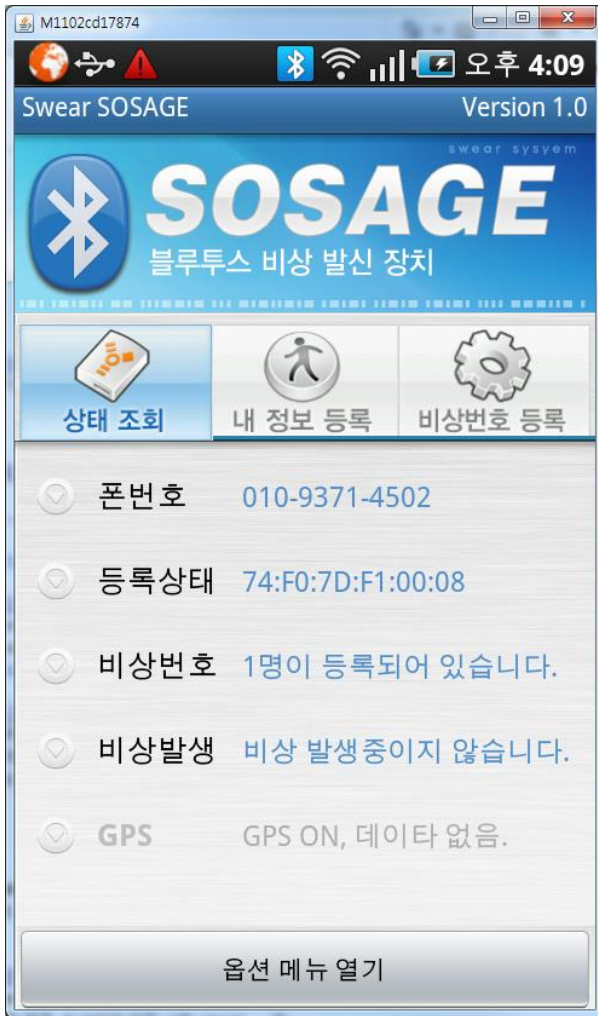 M1102cd17874
오후 4:09
Swear SOSAGE Version 1.0
swear sysyem
SOSAGE
블루투스 비상 발신 장치
상태 조회 내 정보 등록 비상번호 등록
폰번호 010-9371-4502
등록상태 74:F0:7D:F1:00:08
비상번호 1명이 등록되어 있습니다.
비상발생 비상 발생중이지 않습니다.
GPS GPS ON, 데이타 없음.
옵션 메뉴 열기